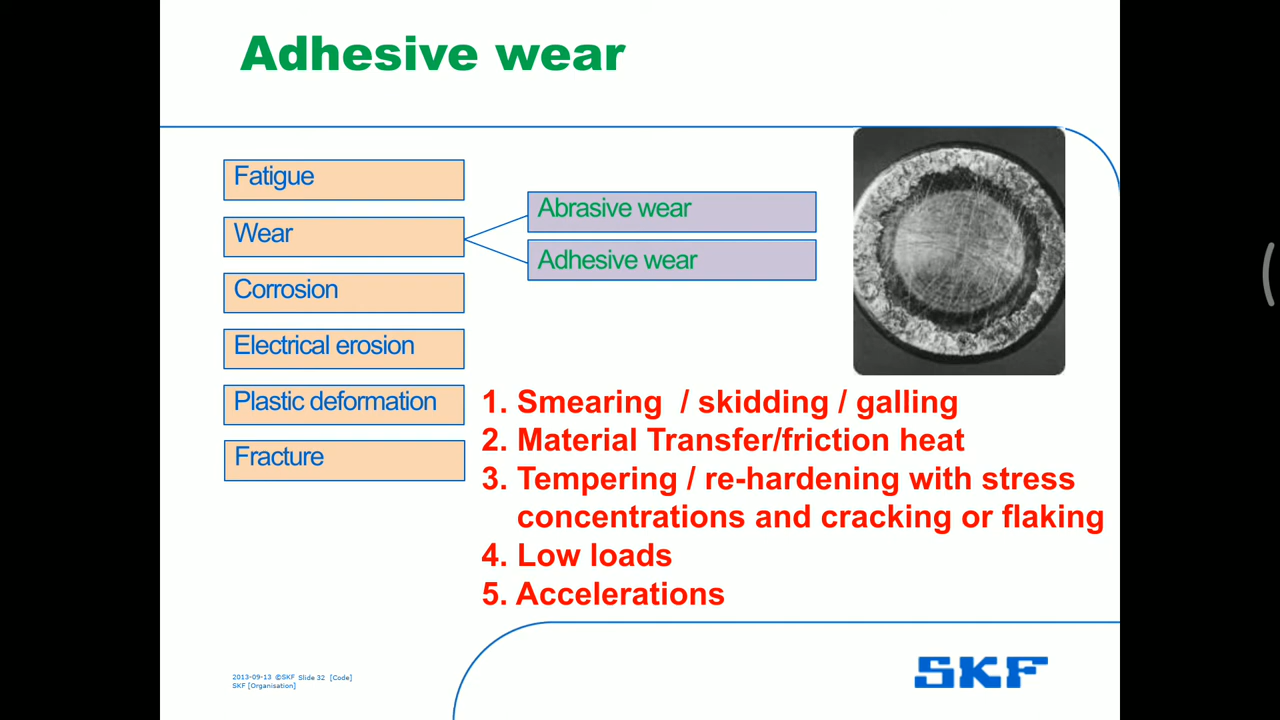 Adhesive wear
Fatigue
Wear
Corrosion
Electrical erosion
Plastic deformation
Fracture
Abrasive wear
Adhesive wear
1. Smearing / skidding / galling
2. Material Transfer/friction heat
3. Tempering / re-hardening with stress
concentrations and cracking or flaking
4. Low loads
5. Accelerations
2013-09-13 ©SKF Slide 32 [Code]
SKF [Organisation]
SKF